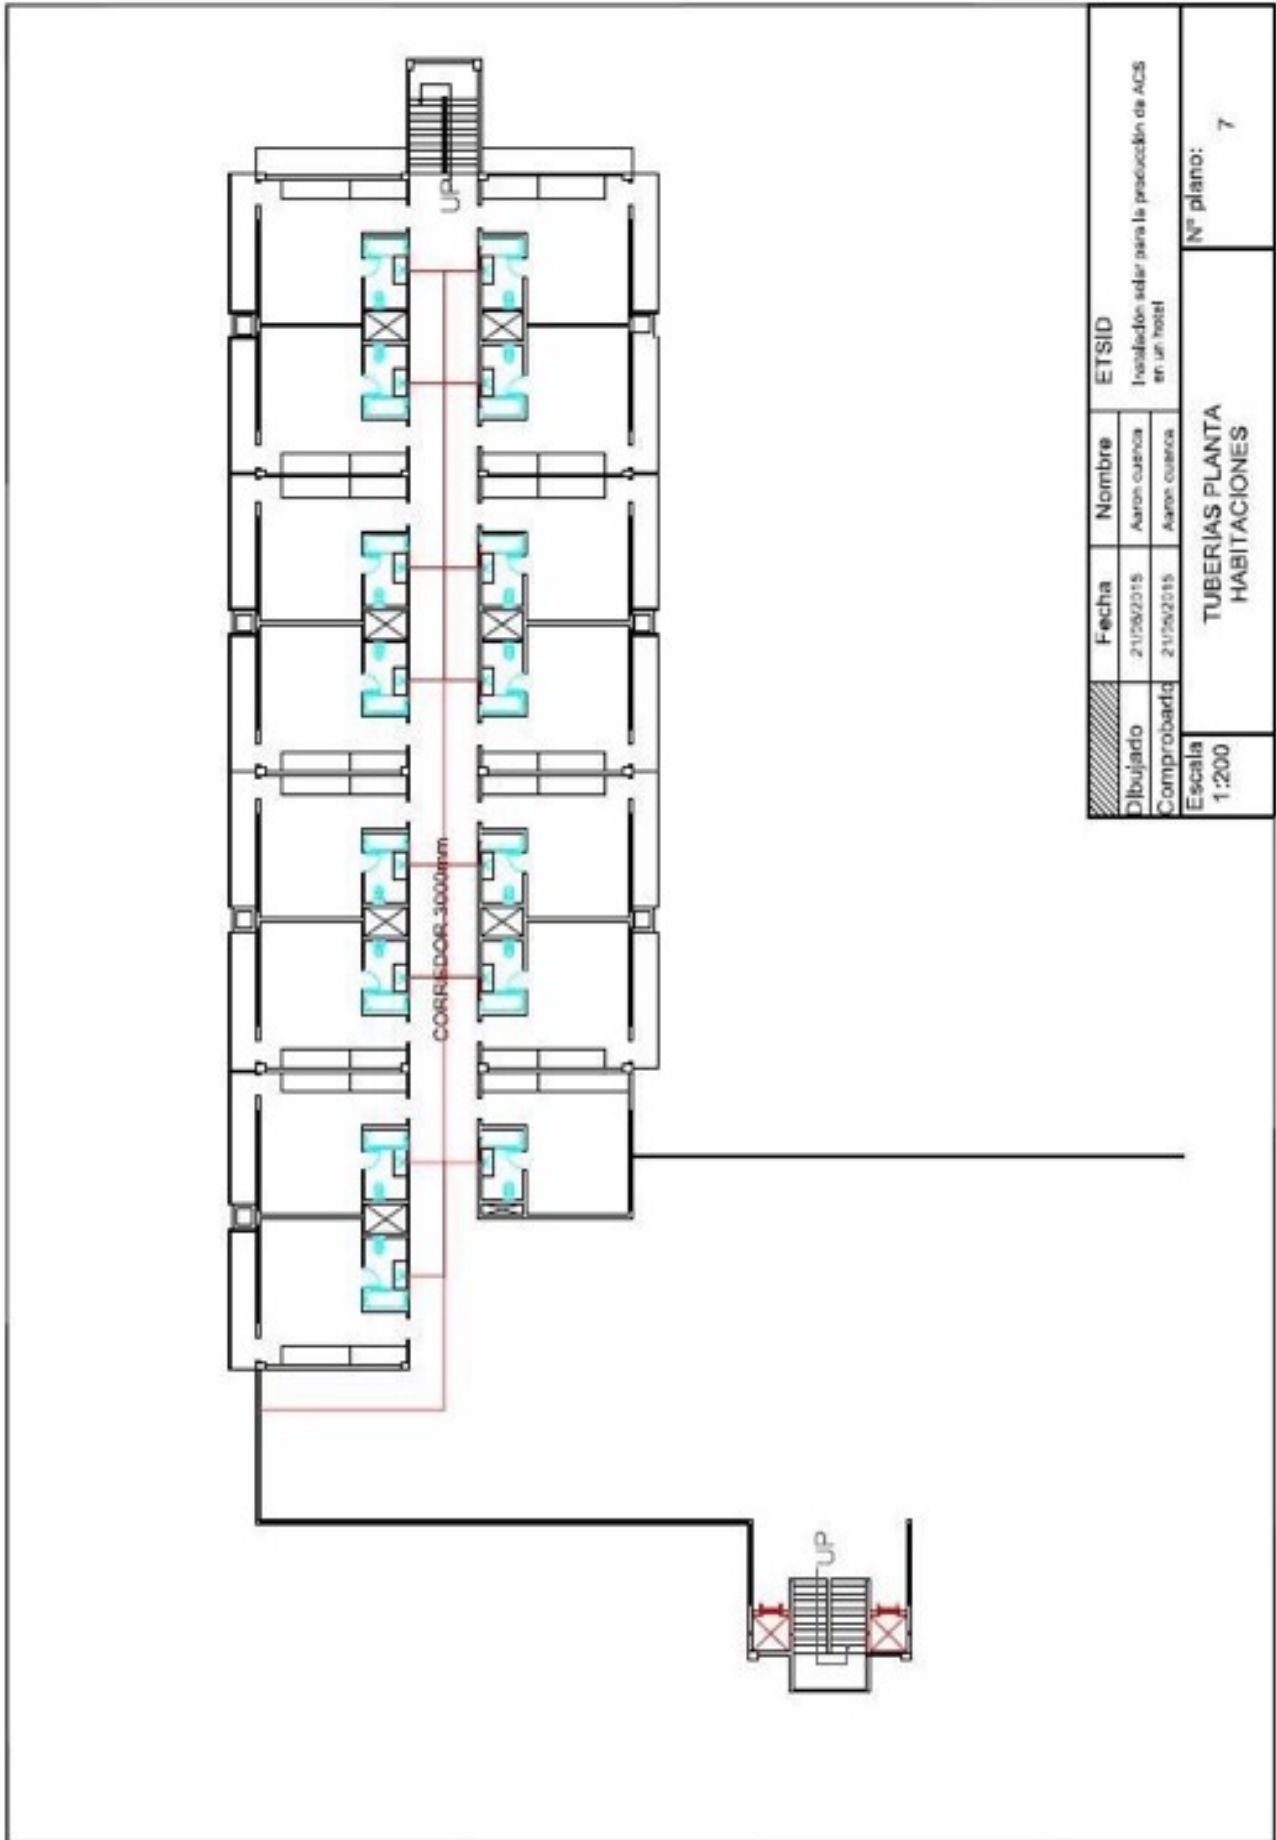 UP
CORREDOR 3000mm
UP
Fecha
Nombre
ETSID
Dibujado
21/05/2015
Aaron cuenca
Instalación solar para la producción de ACS
en un hotel
Comprobado
21/05/2015
Aaron cuenca
Escala
1:200
TUBERÍAS PLANTA
HABITACIONES
Nº plano:
7